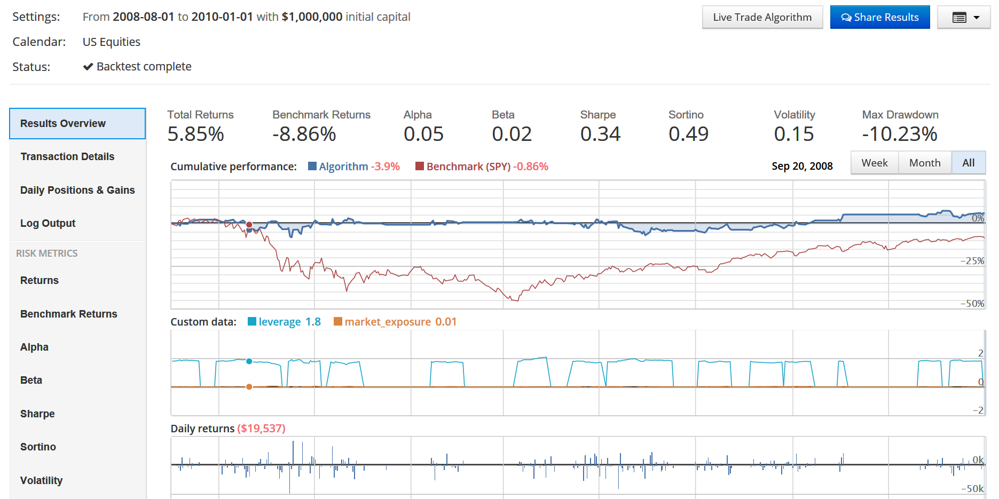 Settings: From 2008-08-01 to 2010-01-01 with $1,000,000 initial capital
Live Trade Algorithm Share Results
Calendar: US Equities
Status: Backtest complete
Results Overview
Transaction Details
Daily Positions & Gains
Log Output
RISK METRICS
Returns
Benchmark Returns
Alpha
Beta
Sharpe
Sortino
Volatility
Total Returns Benchmark Returns Alpha Beta Sharpe Sortino Volatility Max Drawdown
5.85% -8.86% 0.05 0.02 0.34 0.49 0.15 -10.23%
Cumulative performance: Algorithm -3.9% Benchmark (SPY) -0.86% Sep 20, 2008 Week Month All
0%
−25%
−50%
Custom data: leverage 1.8 market_exposure 0.01
2
0
−2
Daily returns ($19,537)
0k
−50k